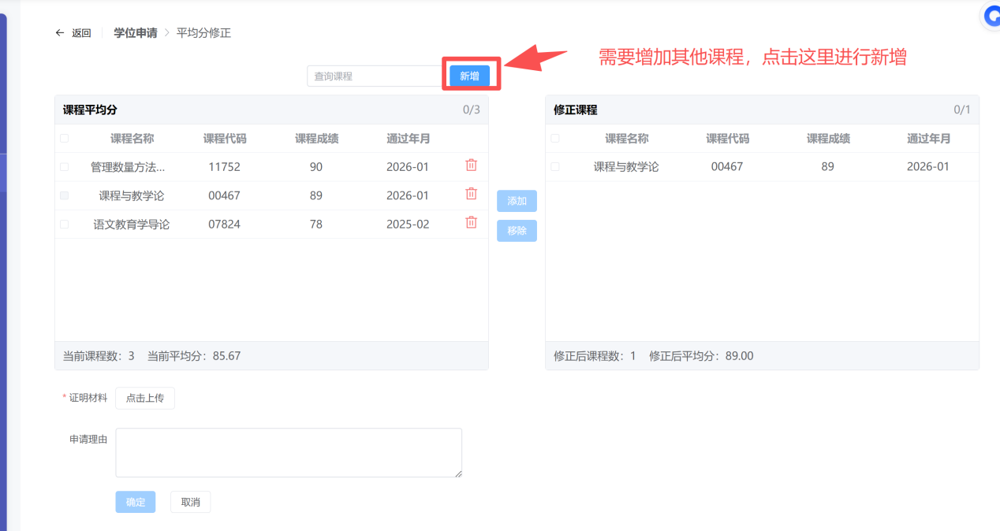 ← 返回 学位申请 > 平均分修正
需要增加其他课程，点击这里进行新增
查询课程 新增
课程平均分 0/3
课程名称 课程代码 课程成绩 通过年月
管理数量方法... 11752 90 2026-01
课程与教学论 00467 89 2026-01
语文教育学导论 07824 78 2025-02
当前课程数：3 当前平均分：85.67
添加
移除
修正课程 0/1
课程名称 课程代码 课程成绩 通过年月
课程与教学论 00467 89 2026-01
修正后课程数：1 修正后平均分：89.00
* 证明材料 点击上传
申请理由
确定 取消